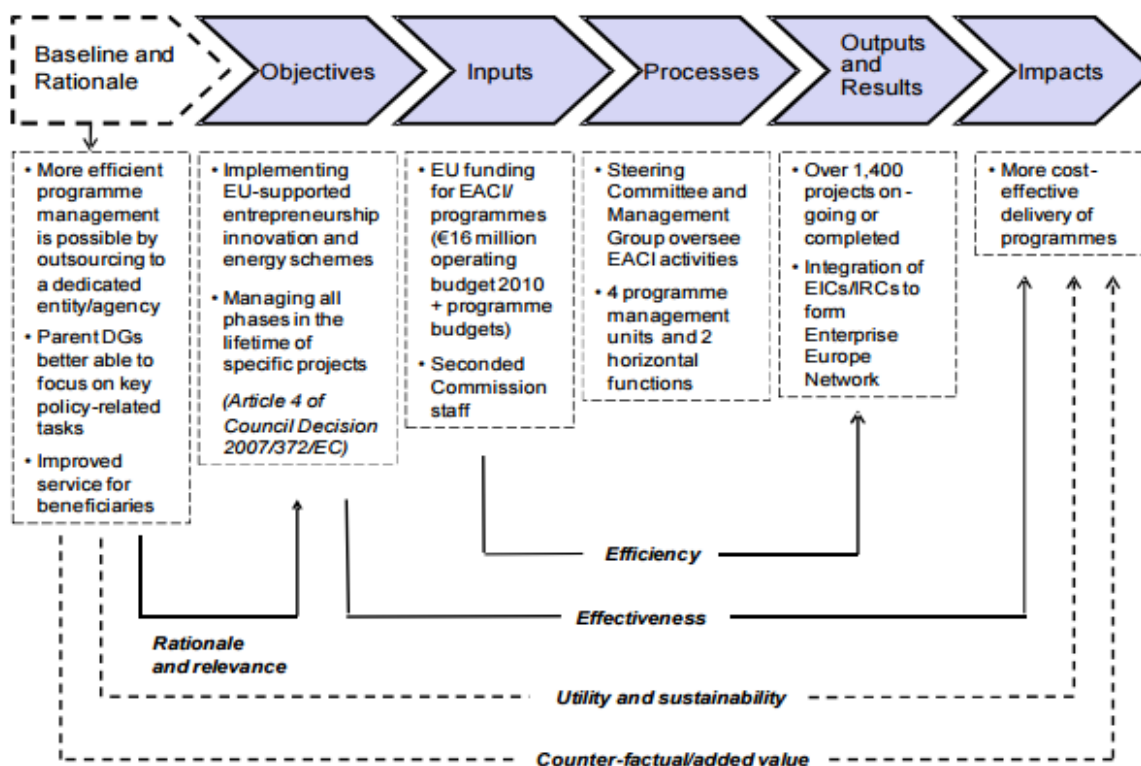 Baseline and
Rationale
Objectives
Inputs
Processes
Outputs
and
Results
Impacts
• More efficient
programme
management
is possible by
outsourcing to
a dedicated
entity/agency
• Parent DGs
better able to
focus on key
policy-related
tasks
• Improved
service for
beneficiaries
• Implementing
EU-supported
entrepreneurship
innovation and
energy schemes
• Managing all
phases in the
lifetime of
specific projects
(Article 4 of
Council Decision
2007/372/EC)
• EU funding
for EACI/
programmes
(€16 million
operating
budget 2010
+ programme
budgets)
• Seconded
Commission
staff
• Steering
Committee and
Management
Group oversee
EACI activities
• 4 programme
management
units and 2
horizontal
functions
• Over 1,400
projects on-
going or
completed
• Integration of
EICs/IRCs to
form
Enterprise
Europe
Network
• More cost-
effective
delivery of
programmes
Efficiency
Effectiveness
Rationale
and relevance
Utility and sustainability
Counter-factual/added value